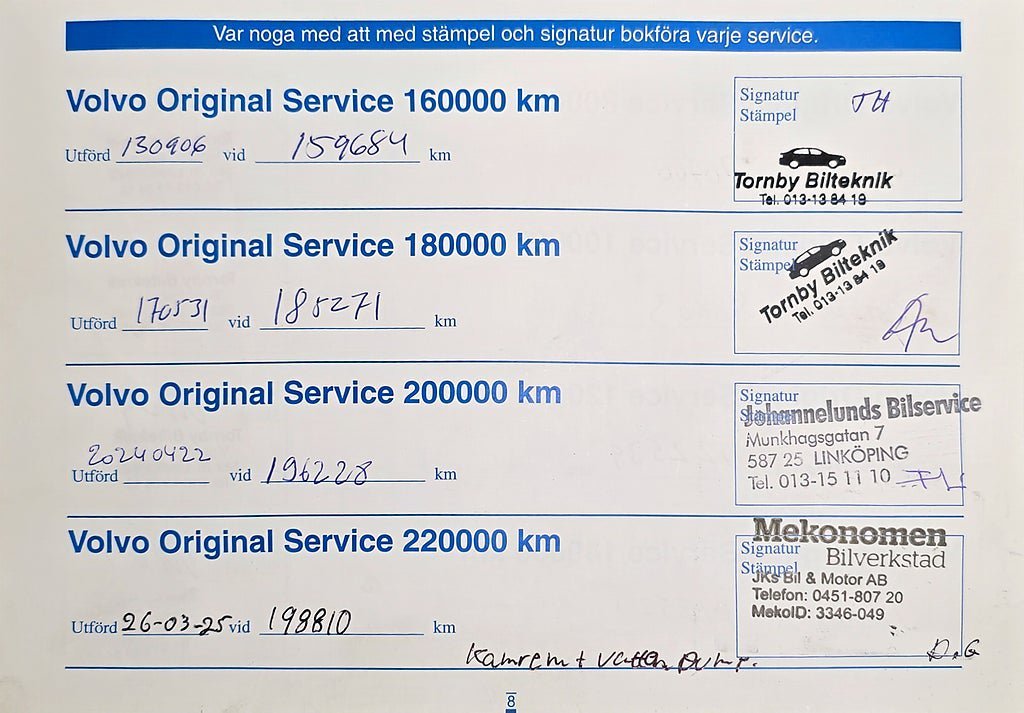 Var noga med att med stämpel och signatur bokföra varje service.
Volvo Original Service 160000 km
Utförd 130906 vid 159684 km
Signatur JH
Stämpel
Tornby Bilteknik
Tel. 013-13 84 19
Volvo Original Service 180000 km
Utförd 170531 vid 185271 km
Signatur
Stämpel
Tornby Bilteknik
Tel. 013-13 84 19
Volvo Original Service 200000 km
Utförd 20240422 vid 196228 km
Signatur
Stämpel
Johannelunds Bilservice
Munkhagsgatan 7
587 25 LINKÖPING
Tel. 013-15 11 10
Volvo Original Service 220000 km
Utförd 26-03-25 vid 198810 km
Mekonomen
Signatur
Bilverkstad
Stämpel
JKs Bil & Motor AB
Telefon: 0451-807 20
MekoID: 3346-049
D.G
Kamrem + Vatten pump.
8